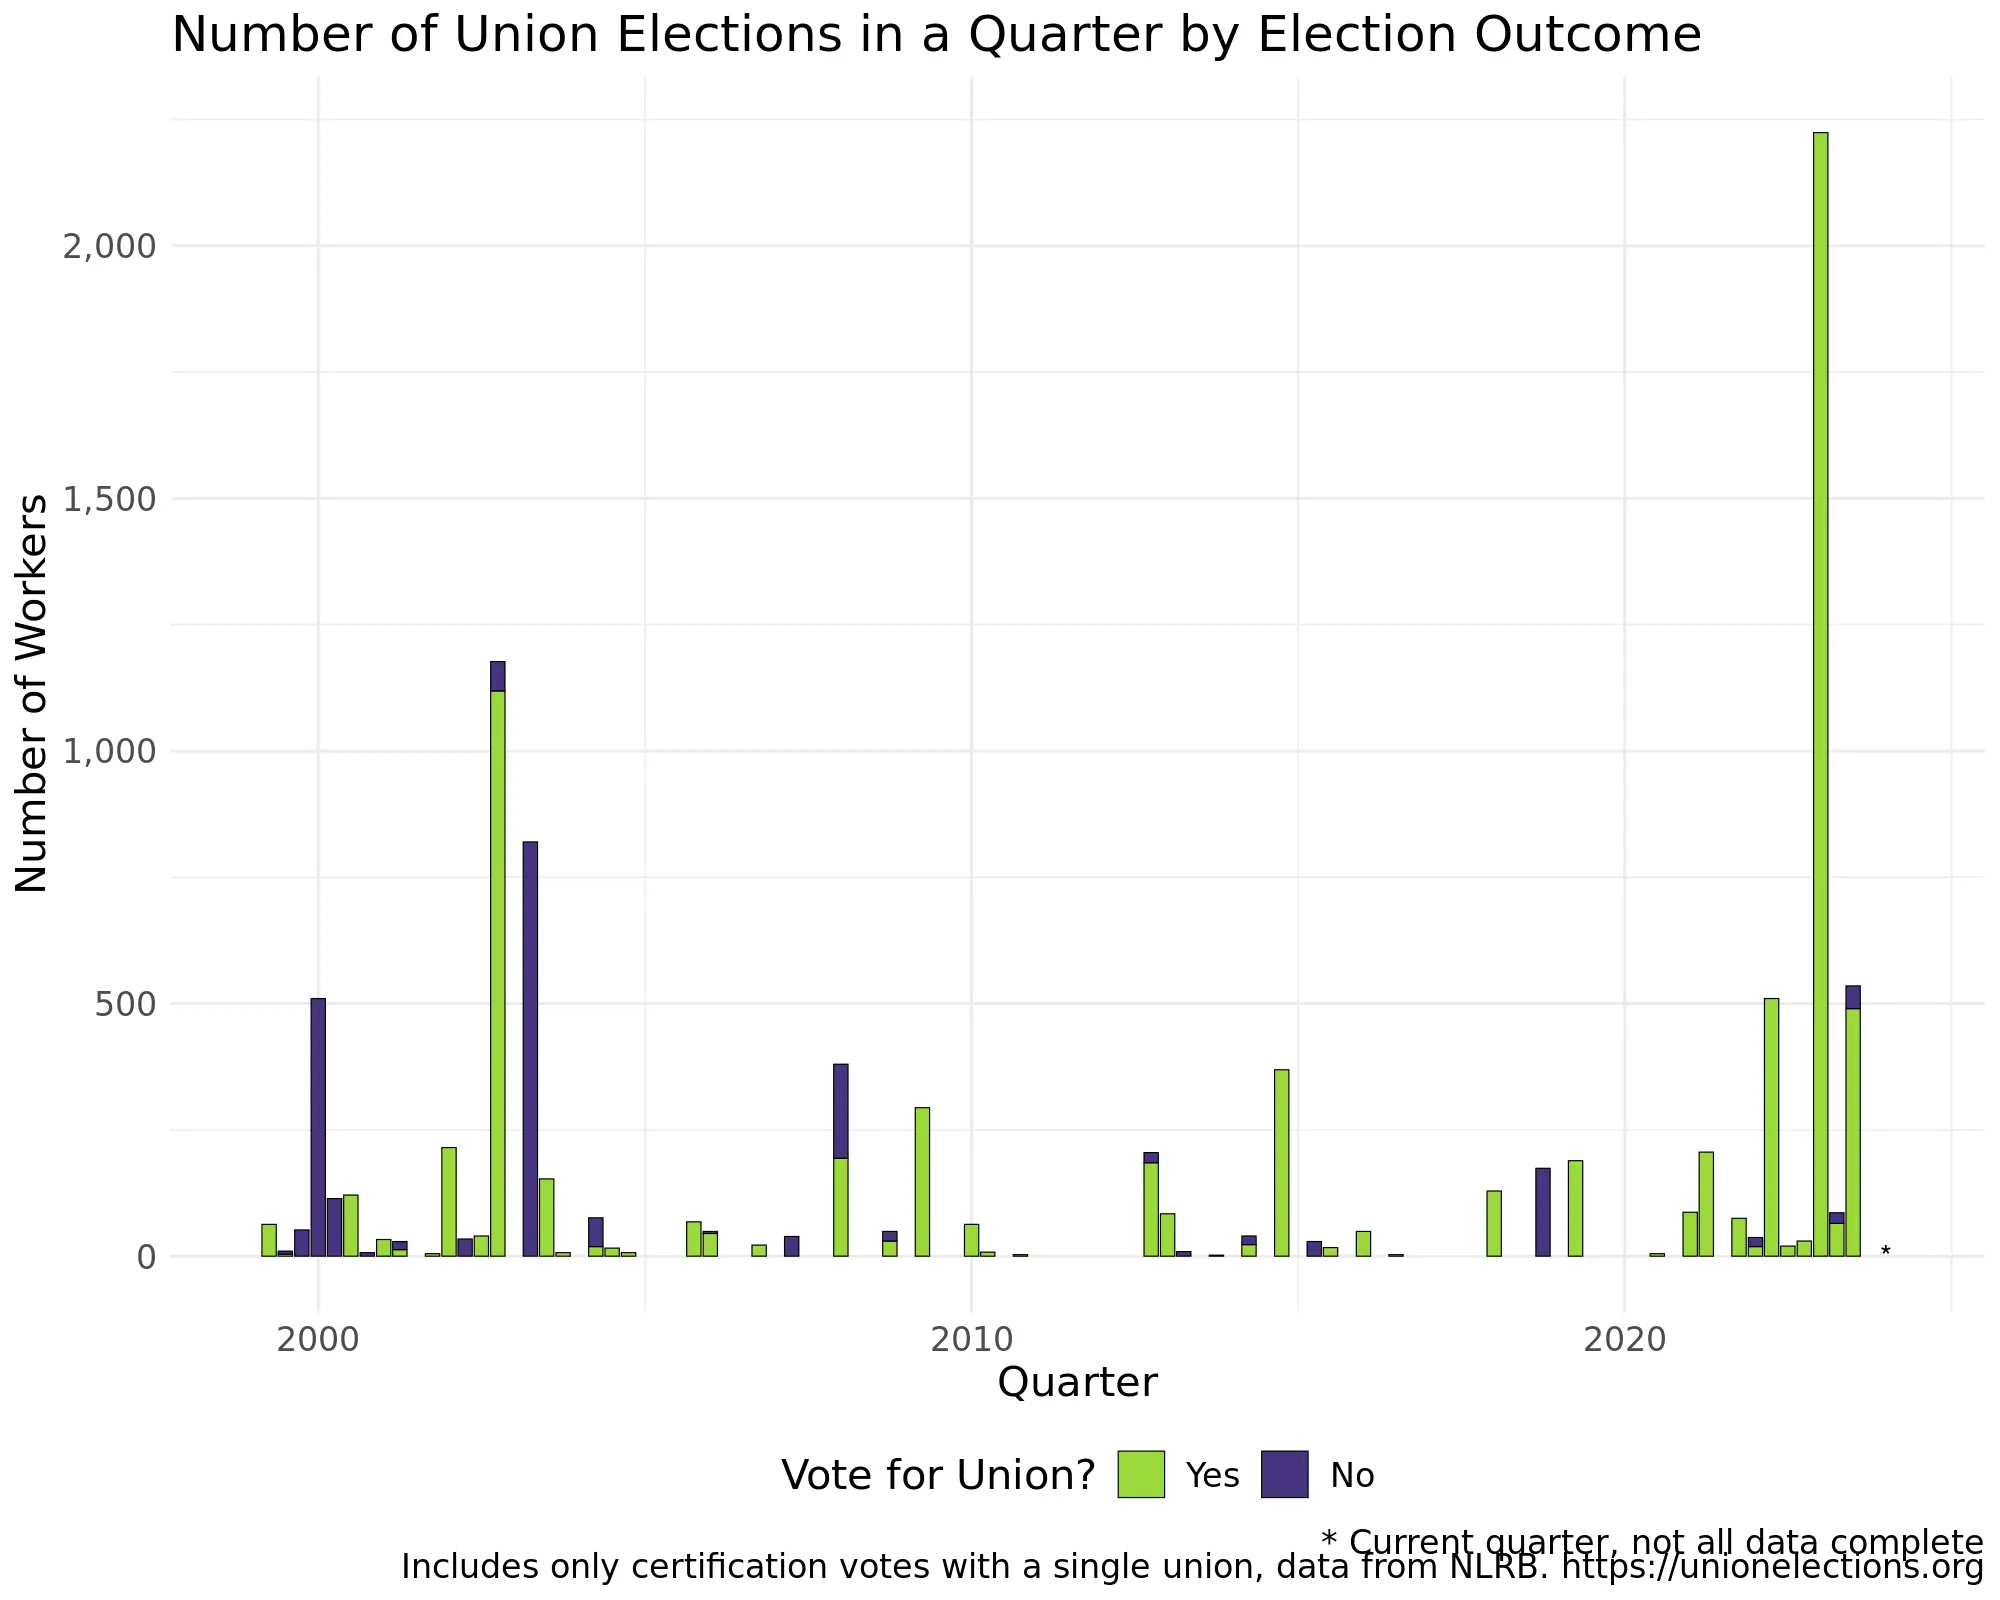 Number of Union Elections in a Quarter by Election Outcome
Number of Workers
2,000
1,500
1,000
500
0
*
2000
2010
2020
Quarter
Vote for Union?
Yes
No
* Current quarter, not all data complete
Includes only certification votes with a single union, data from NLRB. https://unionelections.org